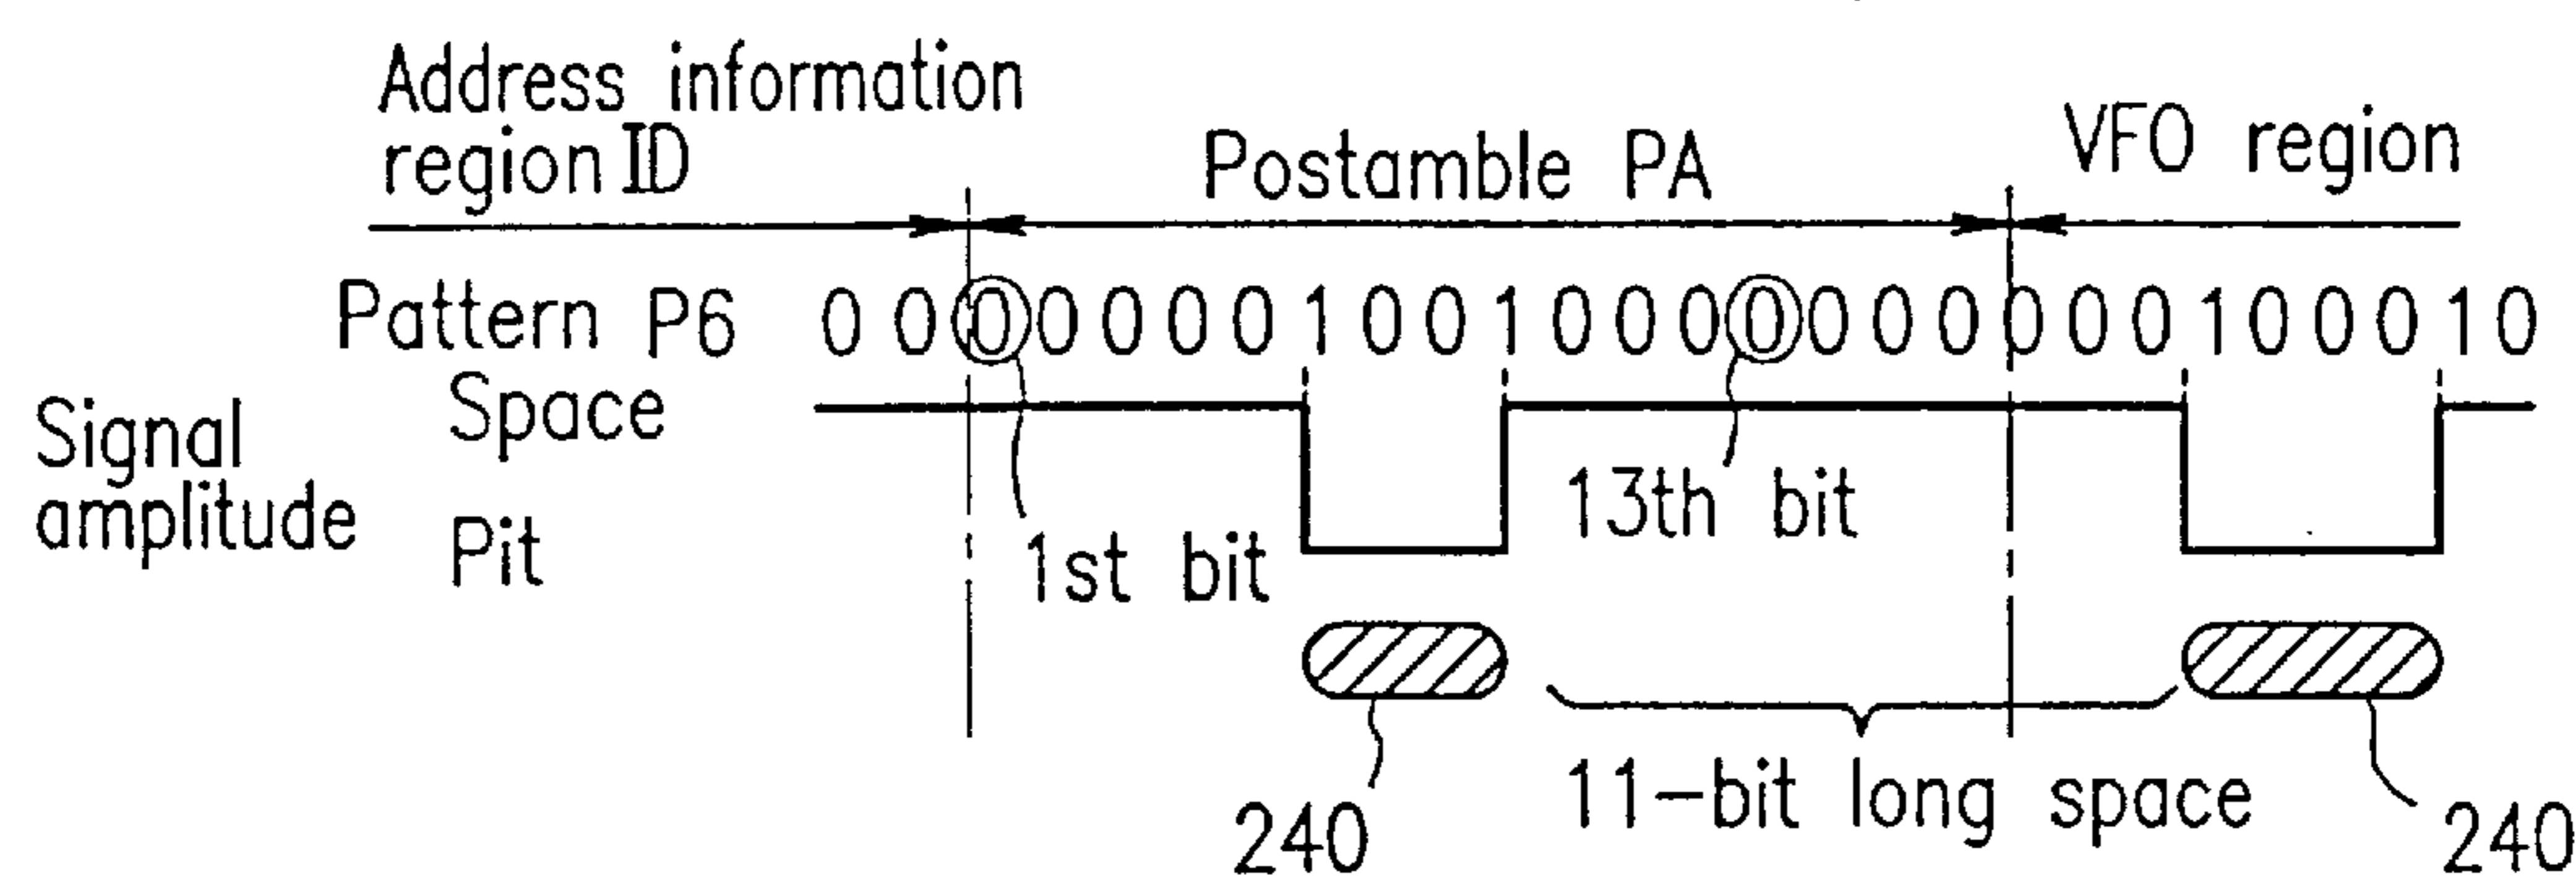 Address information
region ID
Postamble PA
VFO region
Pattern P6 0 0 0 0 0 0 0 1 0 0 1 0 0 0 0 0 0 0 0 0 0 1 0 0 0 1 0
Signal
amplitude
Space
Pit
1st bit
13th bit
11-bit long space
240
240